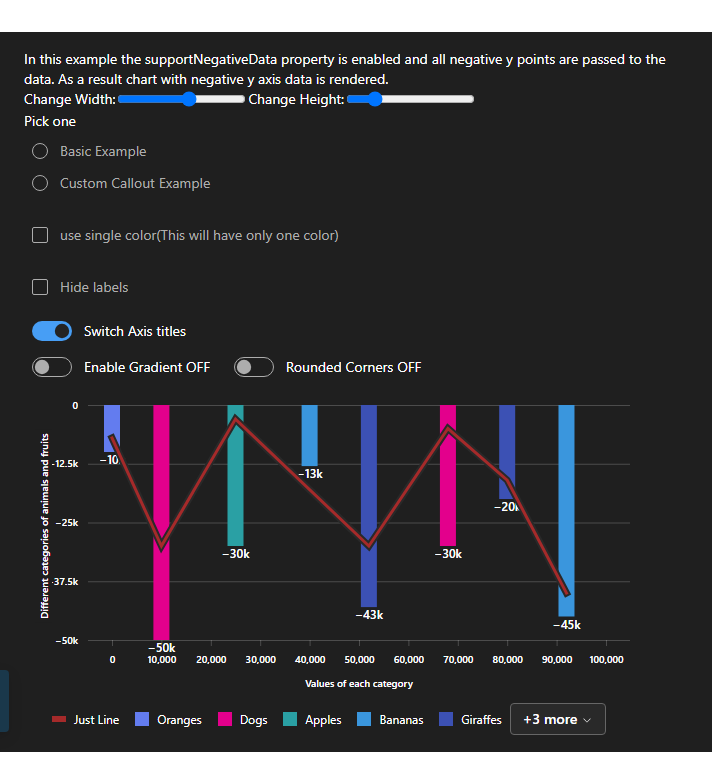 In this example the supportNegativeData property is enabled and all negative y points are passed to the
data. As a result chart with negative y axis data is rendered.
Change Width: Change Height:
Pick one
Basic Example
Custom Callout Example
use single color(This will have only one color)
Hide labels
Switch Axis titles
Enable Gradient OFF Rounded Corners OFF
Different categories of animals and fruits
0
−12.5k
−25k
−37.5k
−50k
−10
−50k
−30k
−13k
−43k
−30k
−20k
−45k
0 10,000 20,000 30,000 40,000 50,000 60,000 70,000 80,000 90,000 100,000
Values of each category
Just Line Oranges Dogs Apples Bananas Giraffes +3 more